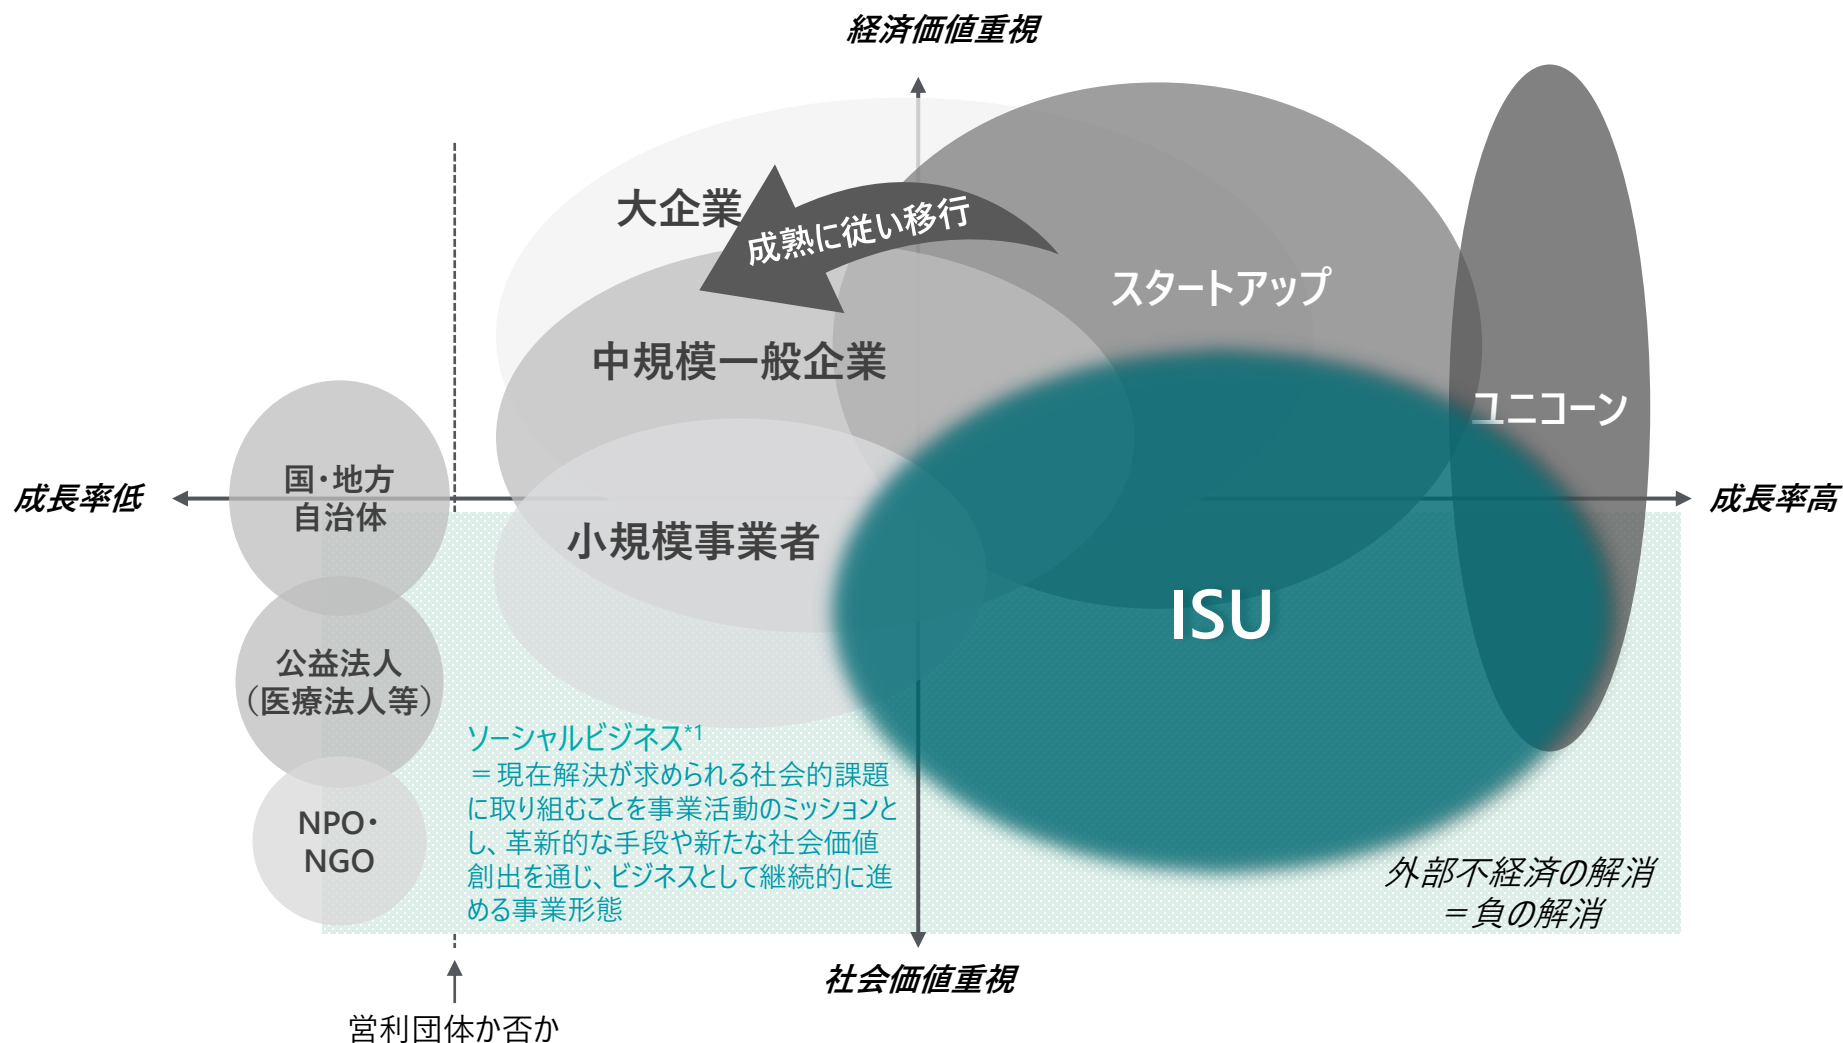 経済価値重視
大企業
成熟に従い移行
スタートアップ
中規模一般企業
ユニコーン
成長率低
国・地方
自治体
成長率高
小規模事業者
ISU
公益法人
（医療法人等）
ソーシャルビジネス*1
＝現在解決が求められる社会的課題
に取り組むことを事業活動のミッションと
し、革新的な手段や新たな社会価値
創出を通じ、ビジネスとして継続的に進
める事業形態
NPO・
NGO
外部不経済の解消
＝負の解消
社会価値重視
営利団体か否か